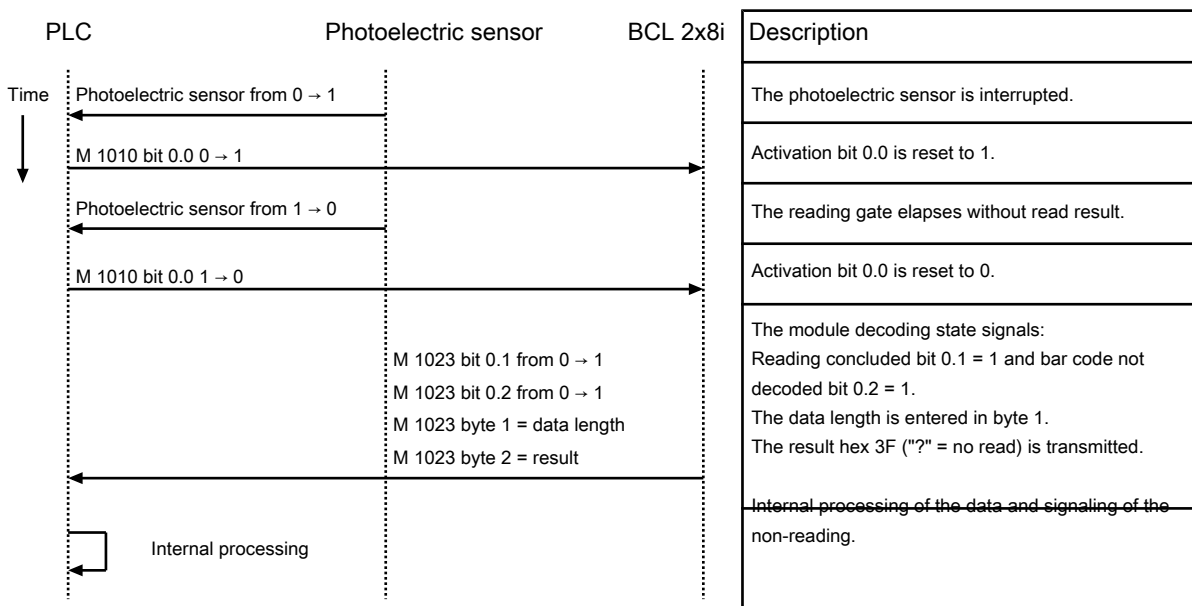 PLC Photoelectric sensor BCL 2x8i Description
Time
Photoelectric sensor from 0 → 1
The photoelectric sensor is interrupted.
M 1010 bit 0.0 0 → 1
Activation bit 0.0 is reset to 1.
Photoelectric sensor from 1 → 0
The reading gate elapses without read result.
M 1010 bit 0.0 1 → 0
Activation bit 0.0 is reset to 0.
M 1023 bit 0.1 from 0 → 1
M 1023 bit 0.2 from 0 → 1
M 1023 byte 1 = data length
M 1023 byte 2 = result
The module decoding state signals:
Reading concluded bit 0.1 = 1 and bar code not
decoded bit 0.2 = 1.
The data length is entered in byte 1.
The result hex 3F ("?" = no read) is transmitted.
Internal processing
Internal processing of the data and signaling of the
non-reading.